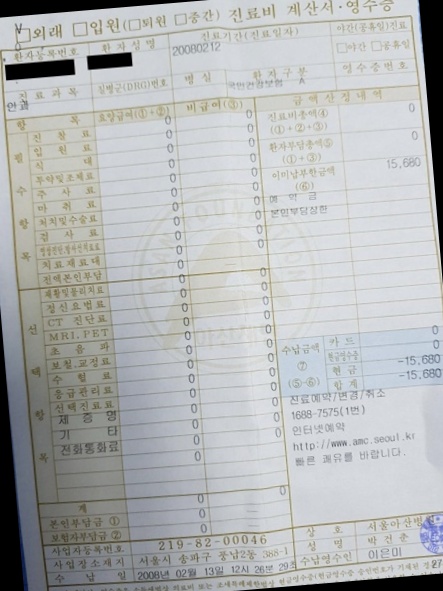 외래 □입원(□퇴원 □중간) 진료비 계산서·영수증
환자등록번호 환자성명 진료기간(진료일자) 야간(공휴일)진료
20080212 □야간 □공휴일
진료과목 질병군(DRG)번호 병실 환자구분 영수증번호
안과 국민건강보험 A
항 목 요양급여(①+②) 비급여(③) 금액산정내역
진찰료 0 0 진료비총액④ (①+②+③) 0
입원료 0 0
식대 0 0 환자부담총액⑤ (①+③) 0
투약및조제료 0 0
주사료 0 0 이미납부한금액 (⑥) 15,680
마취료 0 0 예약금
처치및수술료 0 0 본인부담상한
검사료 0 0
0 0
치료재료대 0 0
전액본인부담 0 0
재활및물리치료 0 0
정신요법료 0 0
CT 진단료 0 0
MRI, PET 0 0
초음파 0 0 수납금액 ⑦ (⑤-⑥) 카드 0
보철,교정료 0 0 현금영수증 0
수혈료 0 0 현금 -15,680
응급관리료 0 0 합계 -15,680
선택진료료 0 0 진료예약/변경/취소
제증명 0 0 1688-7575(1번)
기타 0 0 인터넷예약
전화통화료 0 0 http://www.amc.seoul.kr
빠른 쾌유를 바랍니다.
필수항목
선택항목
계 0 0
본인부담금 ① 0
보험자부담금 ② 0
사업자등록번호 219-82-00046 상호 서울아산병
사업장소재지 서울시 송파구 풍납2동 388-1 성명 박건춘
수납일 2008년 02월 13일 12시 26분 29초 수납영수인 이은미
ASAN FOUNDATION